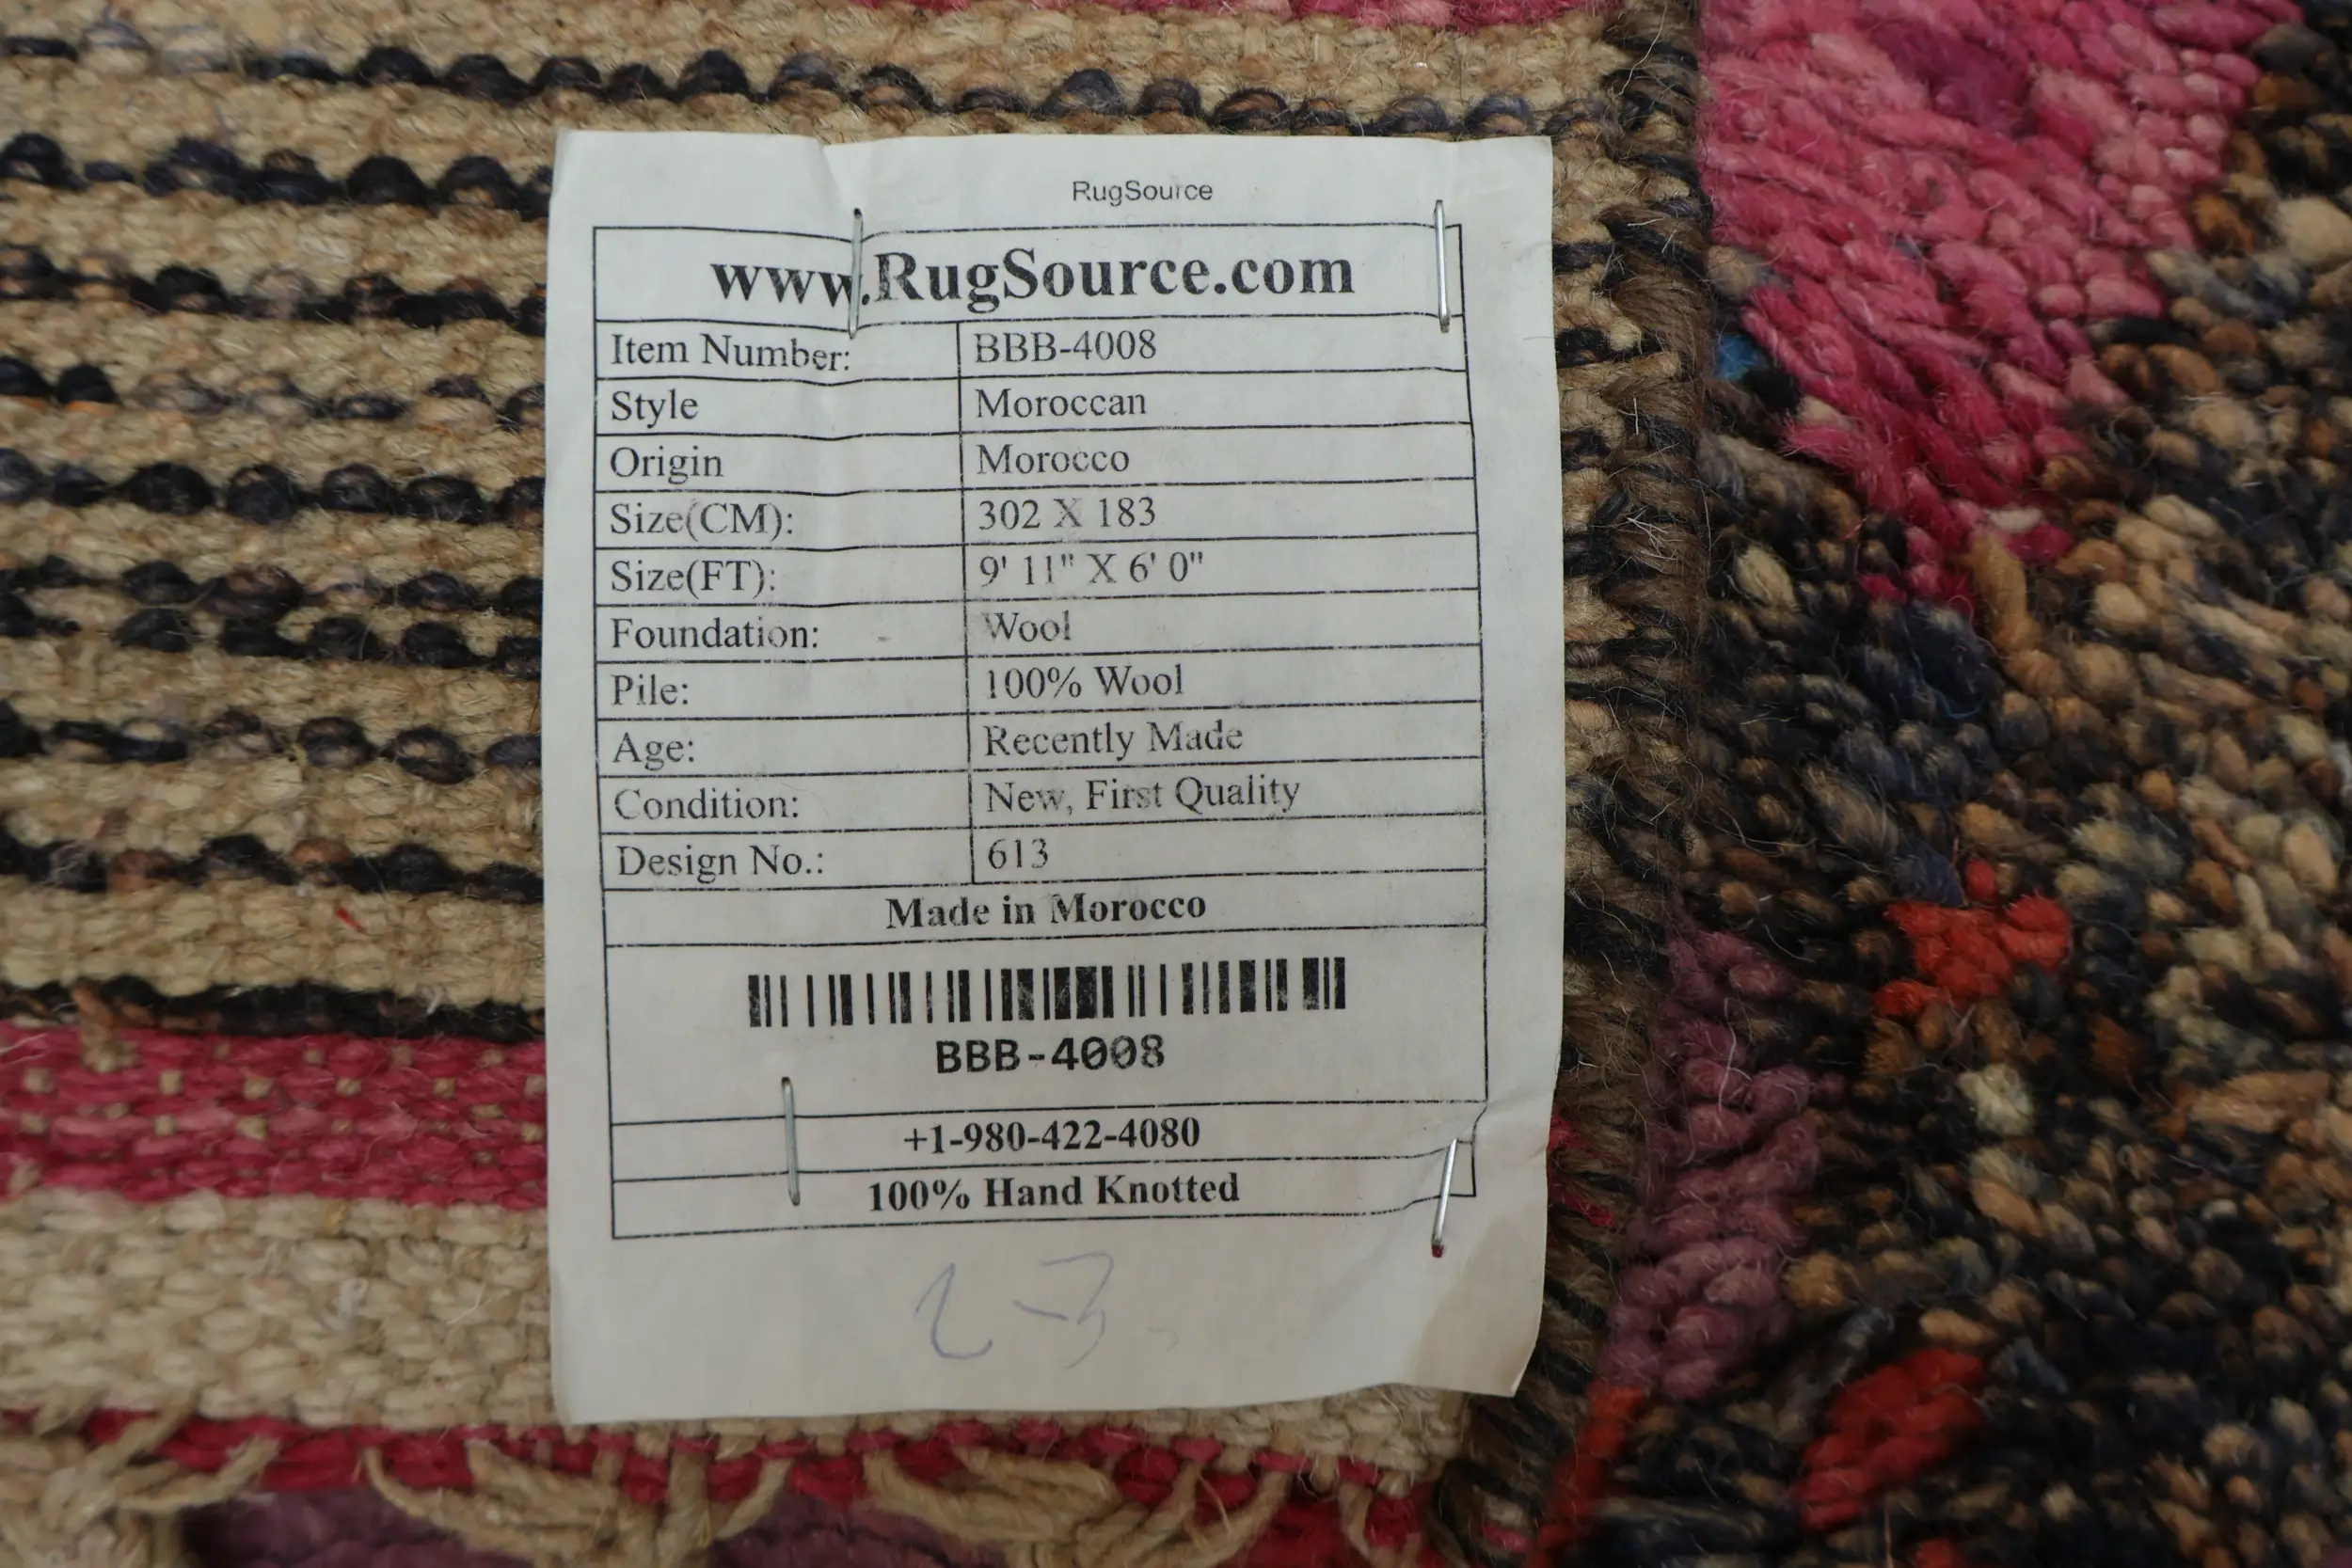 RugSource
www.RugSource.com
Item Number: BBB-4008
Style Moroccan
Origin Morocco
Size(CM): 302 X 183
Size(FT): 9' 11" X 6' 0"
Foundation: Wool
Pile: 100% Wool
Age: Recently Made
Condition: New, First Quality
Design No.: 613
Made in Morocco
BBB-4008
+1-980-422-4080
100% Hand Knotted